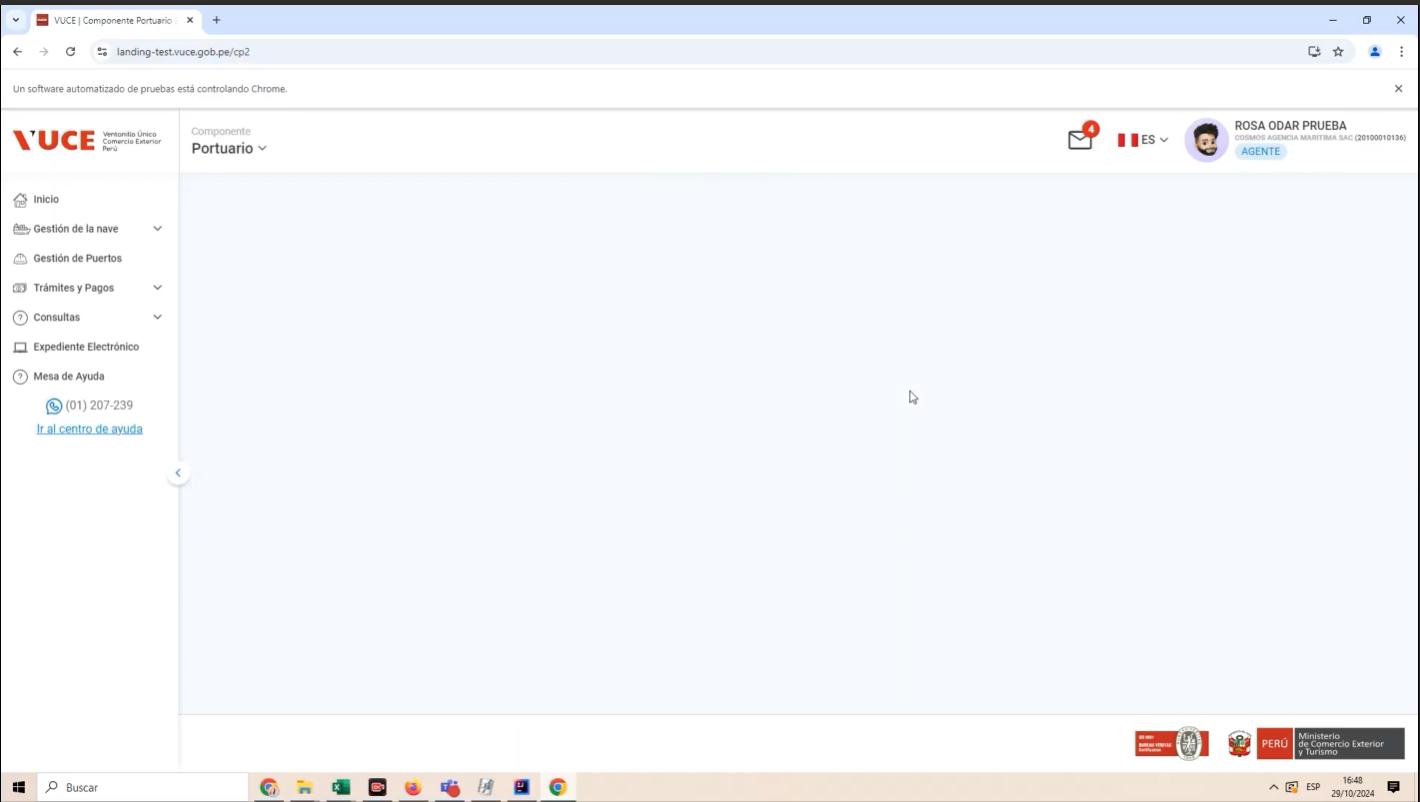 VUCE | Componente Portuario
landing-test.vuce.gob.pe/cp2
Un software automatizado de pruebas está controlando Chrome.
VUCE
Ventanilla Única
Comercio Exterior
Perú
Componente
Portuario
4
ES
ROSA ODAR PRUEBA
COSMOS AGENCIA MARITIMA SAC (20100010136)
AGENTE
Inicio
Gestión de la nave
Gestión de Puertos
Trámites y Pagos
Consultas
Expediente Electrónico
Mesa de Ayuda
(01) 207-239
Ir al centro de ayuda
BUREAU VERITAS
Certification
PERÚ
Ministerio
de Comercio Exterior
y Turismo
Buscar
ESP
16:48
29/10/2024